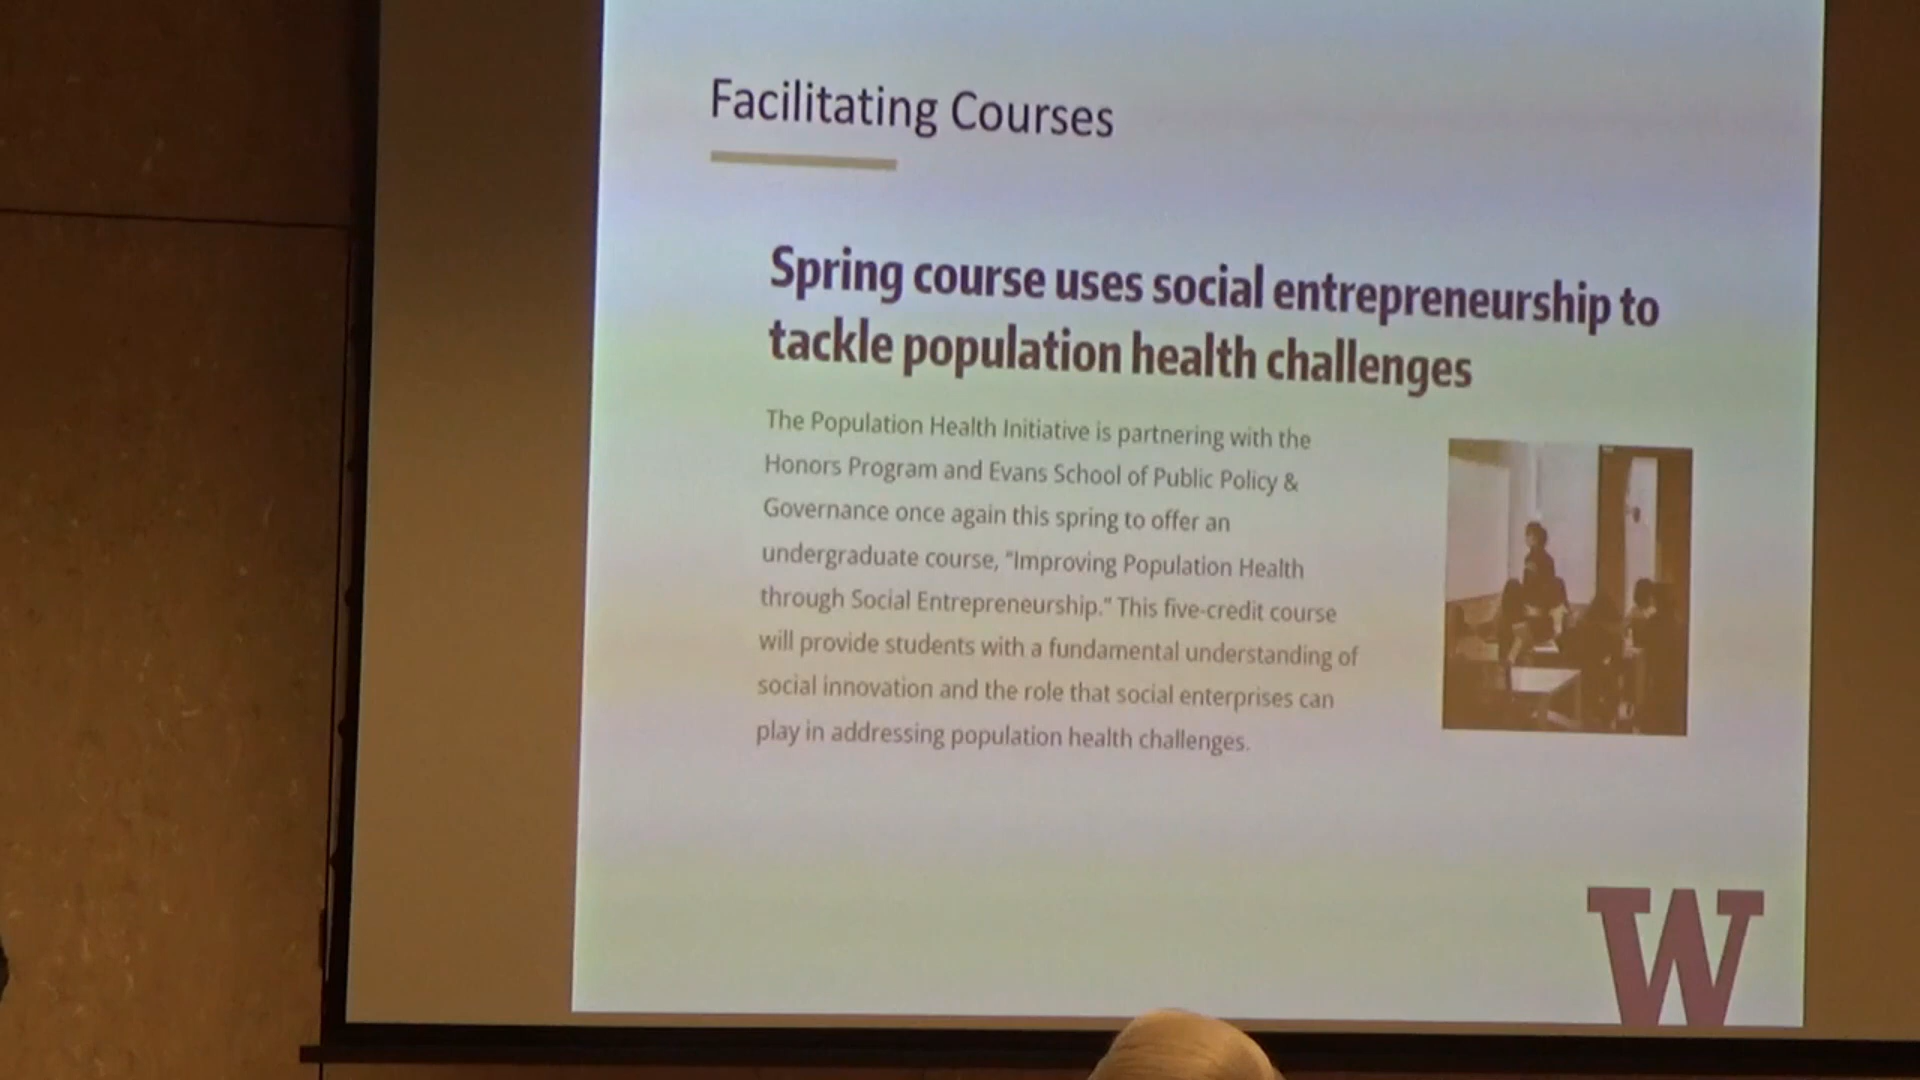 Facilitating Courses
Spring course uses social entrepreneurship to
tackle population health challenges
The Population Health Initiative is partnering with the
Honors Program and Evans School of Public Policy &
Governance once again this spring to offer an
undergraduate course, "Improving Population Health
through Social Entrepreneurship." This five-credit course
will provide students with a fundamental understanding of
social innovation and the role that social enterprises can
play in addressing population health challenges.
W